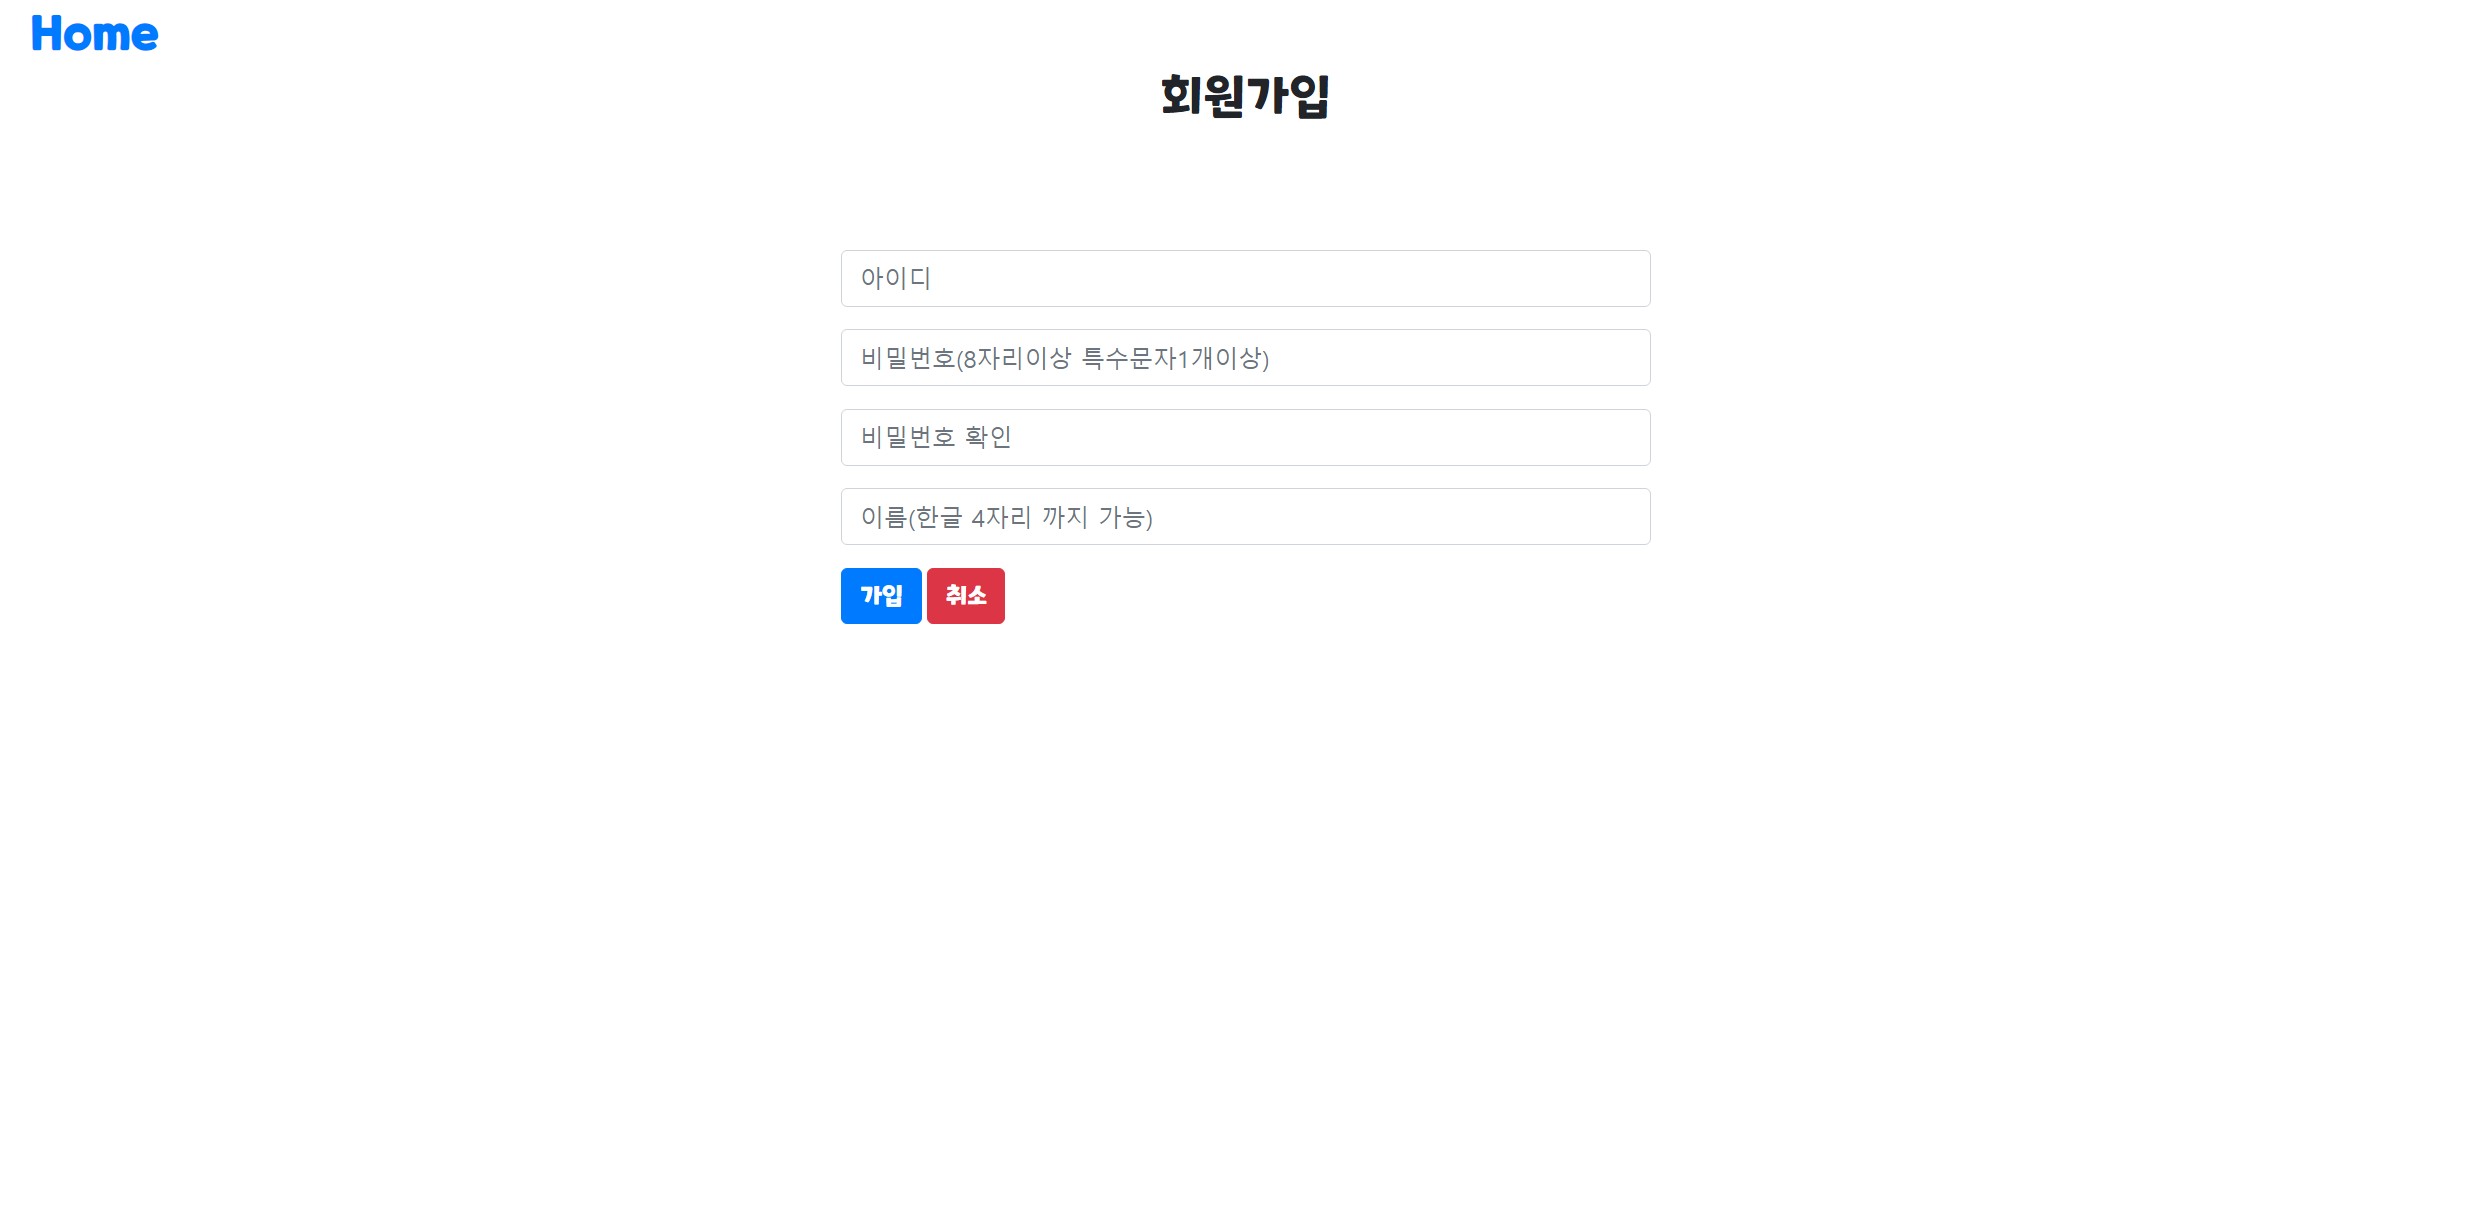 Home
회원가입
아이디
비밀번호(8자리이상 특수문자1개이상)
비밀번호 확인
이름(한글 4자리 까지 가능)
가입 취소